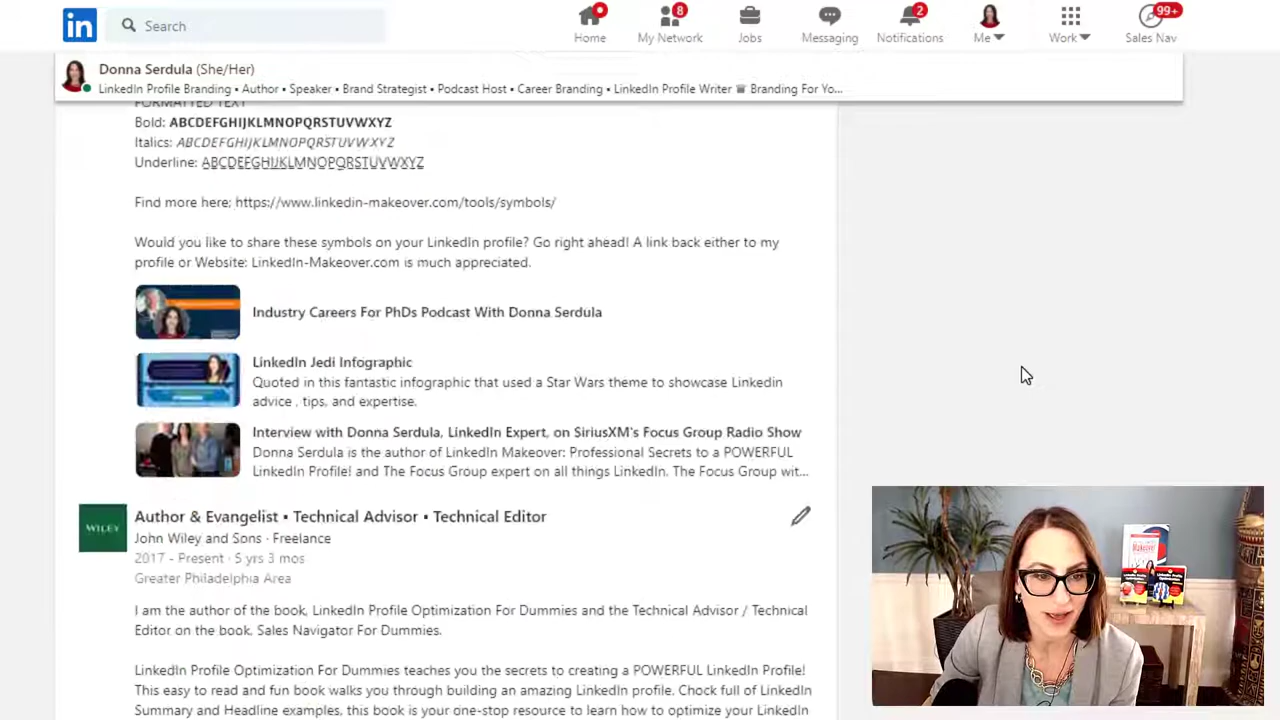 in
Search
Home
8
My Network
Jobs
Messaging
2
Notifications
Me
Work
99+
Sales Nav
Donna Serdula (She/Her)
LinkedIn Profile Branding • Author • Speaker • Brand Strategist • Podcast Host • Career Branding • LinkedIn Profile Writer ♛ Branding For Yo...
FORMATTED TEXT
Bold: ABCDEFGHIJKLMNOPQRSTUVWXYZ
Italics: ABCDEFGHIJKLMNOPQRSTUVWXYZ
Underline: ABCDEFGHIJKLMNOPQRSTUVWXYZ
Find more here: https://www.linkedin-makeover.com/tools/symbols/
Would you like to share these symbols on your LinkedIn profile? Go right ahead! A link back either to my
profile or Website: LinkedIn-Makeover.com is much appreciated.
Industry Careers For PhDs Podcast With Donna Serdula
LinkedIn Jedi Infographic
Quoted in this fantastic infographic that used a Star Wars theme to showcase Linkedin
advice , tips, and expertise.
Interview with Donna Serdula, LinkedIn Expert, on SiriusXM's Focus Group Radio Show
Donna Serdula is the author of LinkedIn Makeover: Professional Secrets to a POWERFUL
LinkedIn Profile! and The Focus Group expert on all things LinkedIn. The Focus Group wit...
WILEY
Author & Evangelist ▪ Technical Advisor ▪ Technical Editor
John Wiley and Sons · Freelance
2017 - Present · 5 yrs 3 mos
Greater Philadelphia Area
I am the author of the book, LinkedIn Profile Optimization For Dummies and the Technical Advisor / Technical
Editor on the book, Sales Navigator For Dummies.
LinkedIn Profile Optimization For Dummies teaches you the secrets to creating a POWERFUL LinkedIn Profile!
This easy to read and fun book walks you through building an amazing LinkedIn profile. Chock full of LinkedIn
Summary and Headline examples, this book is your one-stop resource to learn how to optimize your LinkedIn
Makeover